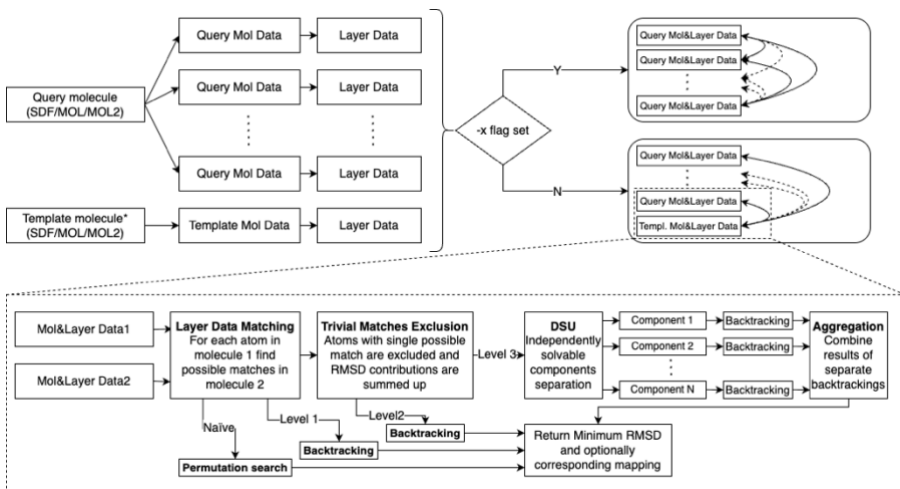 Query molecule
(SDF/MOL/MOL2)
Query Mol Data
Layer Data
Query Mol Data
Layer Data
Query Mol Data
Layer Data
Template molecule*
(SDF/MOL/MOL2)
Template Mol Data
Layer Data
-x flag set
Y
N
Query Mol&Layer Data
Query Mol&Layer Data
Query Mol&Layer Data
Query Mol&Layer Data
Query Mol&Layer Data
Templ. Mol&Layer Data
Mol&Layer Data1
Mol&Layer Data2
Layer Data Matching
For each atom in
molecule 1 find
possible matches in
molecule 2
Trivial Matches Exclusion
Atoms with single possible
match are excluded and
RMSD contributions are
summed up
Level 3
DSU
Independently
solvable
components
separation
Component 1
Backtracking
Component 2
Backtracking
Component N
Backtracking
Aggregation
Combine
results of
separate
backtrackings
Naïve
Level 1
Level2
Permutation search
Backtracking
Backtracking
Return Minimum RMSD
and optionally
corresponding mapping